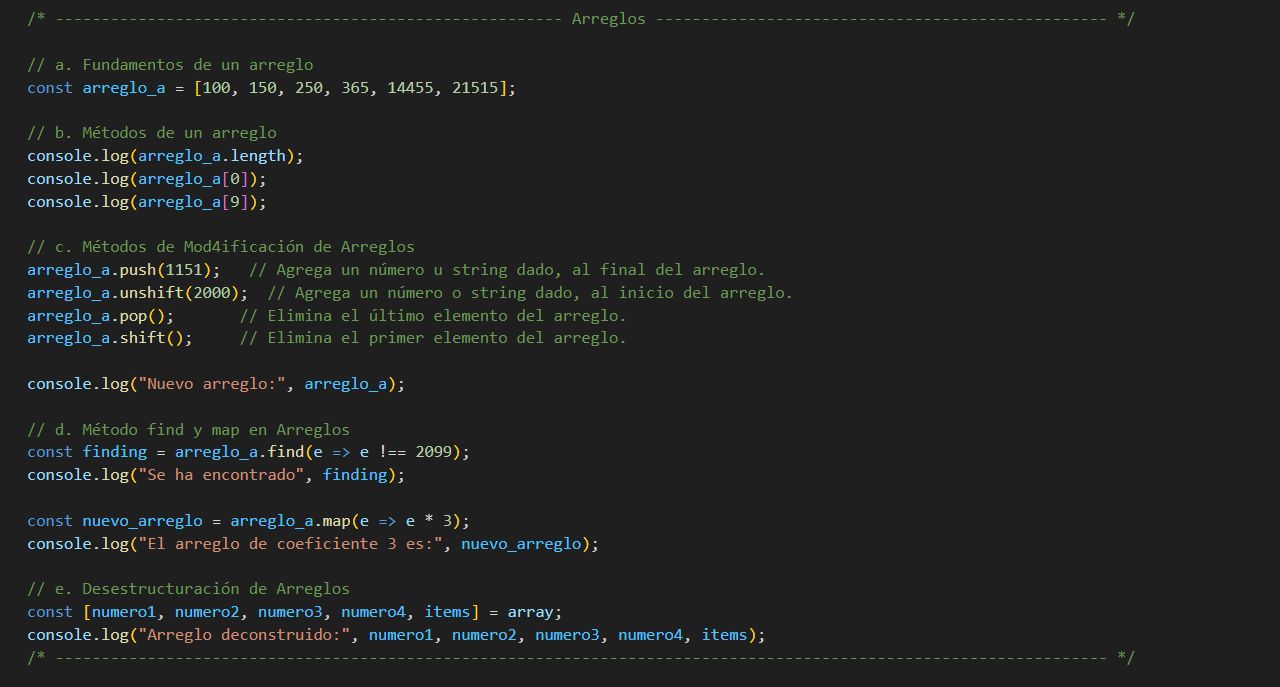 /* ------------------------------------------------------- Arreglos ------------------------------------------------- */
// a. Fundamentos de un arreglo
const arreglo_a = [100, 150, 250, 365, 14455, 21515];
// b. Métodos de un arreglo
console.log(arreglo_a.length);
console.log(arreglo_a[0]);
console.log(arreglo_a[9]);
// c. Métodos de Mod4ificación de Arreglos
arreglo_a.push(1151);   // Agrega un número u string dado, al final del arreglo.
arreglo_a.unshift(2000);  // Agrega un número o string dado, al inicio del arreglo.
arreglo_a.pop();       // Elimina el último elemento del arreglo.
arreglo_a.shift();     // Elimina el primer elemento del arreglo.
console.log("Nuevo arreglo:", arreglo_a);
// d. Método find y map en Arreglos
const finding = arreglo_a.find(e => e !== 2099);
console.log("Se ha encontrado", finding);
const nuevo_arreglo = arreglo_a.map(e => e * 3);
console.log("El arreglo de coeficiente 3 es:", nuevo_arreglo);
// e. Desestructuración de Arreglos
const [numero1, numero2, numero3, numero4, items] = array;
console.log("Arreglo deconstruido:", numero1, numero2, numero3, numero4, items);
/* ------------------------------------------------------------------------------------------------------------------ */